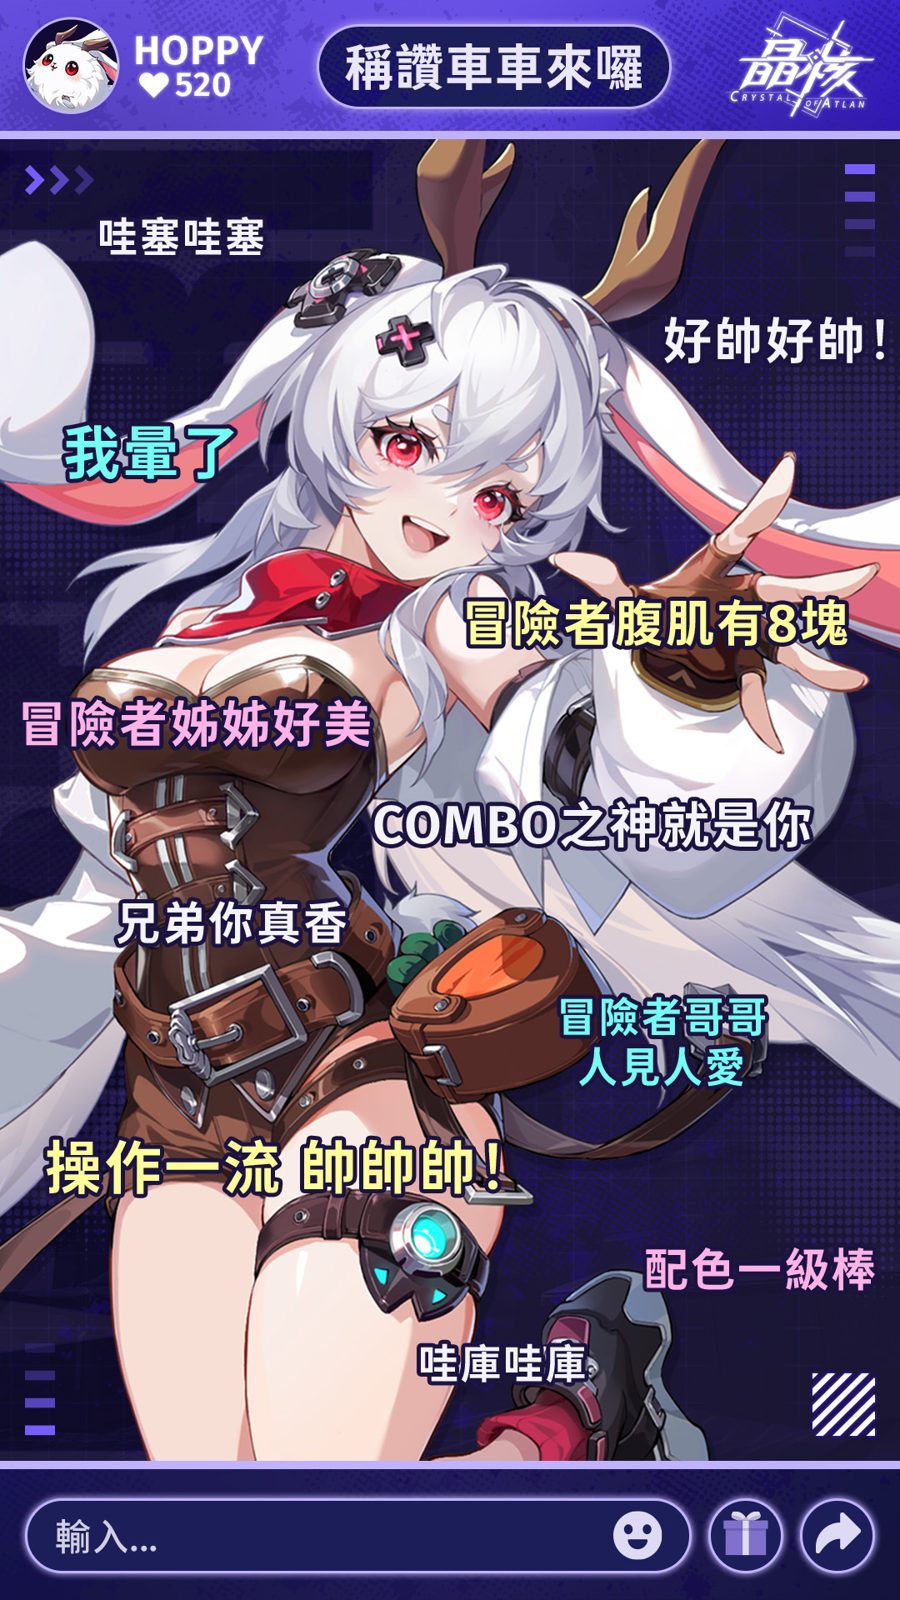 HOPPY
520
稱讚車車來囉
晶核
CRYSTAL OF ATLAN
哇塞哇塞
好帥好帥！
我暈了
冒險者腹肌有8塊
冒險者姊姊好美
COMBO之神就是你
兄弟你真香
冒險者哥哥
人見人愛
操作一流 帥帥帥！
配色一級棒
哇庫哇庫
輸入...